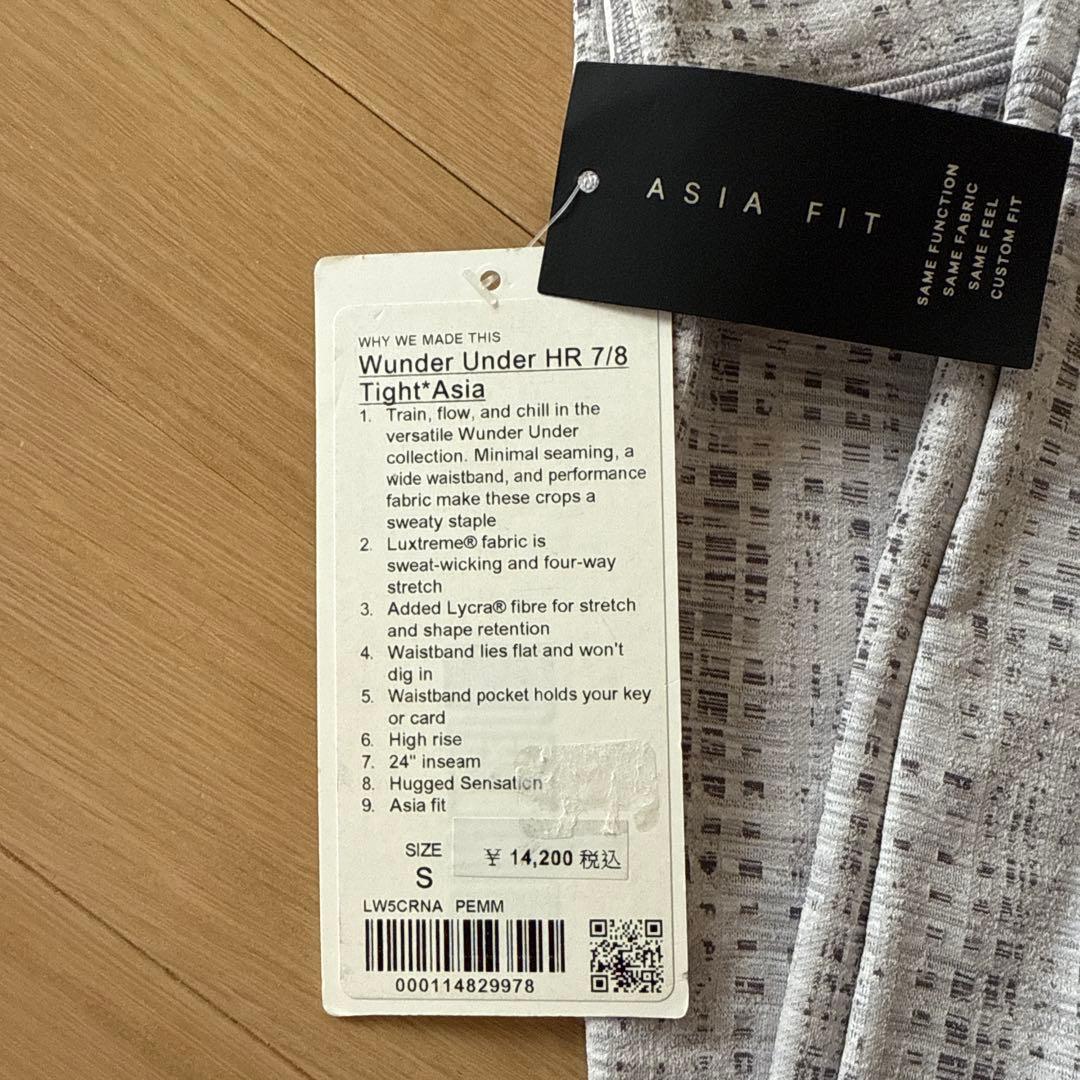 ASIA FIT
SAME FUNCTION
SAME FABRIC
SAME FEEL
CUSTOM FIT
WHY WE MADE THIS
Wunder Under HR 7/8
Tight*Asia
1. Train, flow, and chill in the
versatile Wunder Under
collection. Minimal seaming, a
wide waistband, and performance
fabric make these crops a
sweaty staple
2. Luxtreme® fabric is
sweat-wicking and four-way
stretch
3. Added Lycra® fibre for stretch
and shape retention
4. Waistband lies flat and won't
dig in
5. Waistband pocket holds your key
or card
6. High rise
7. 24" inseam
8. Hugged Sensation
9. Asia fit
SIZE
S
¥ 14,200 税込
LW5CRNA PEMM
000114829978